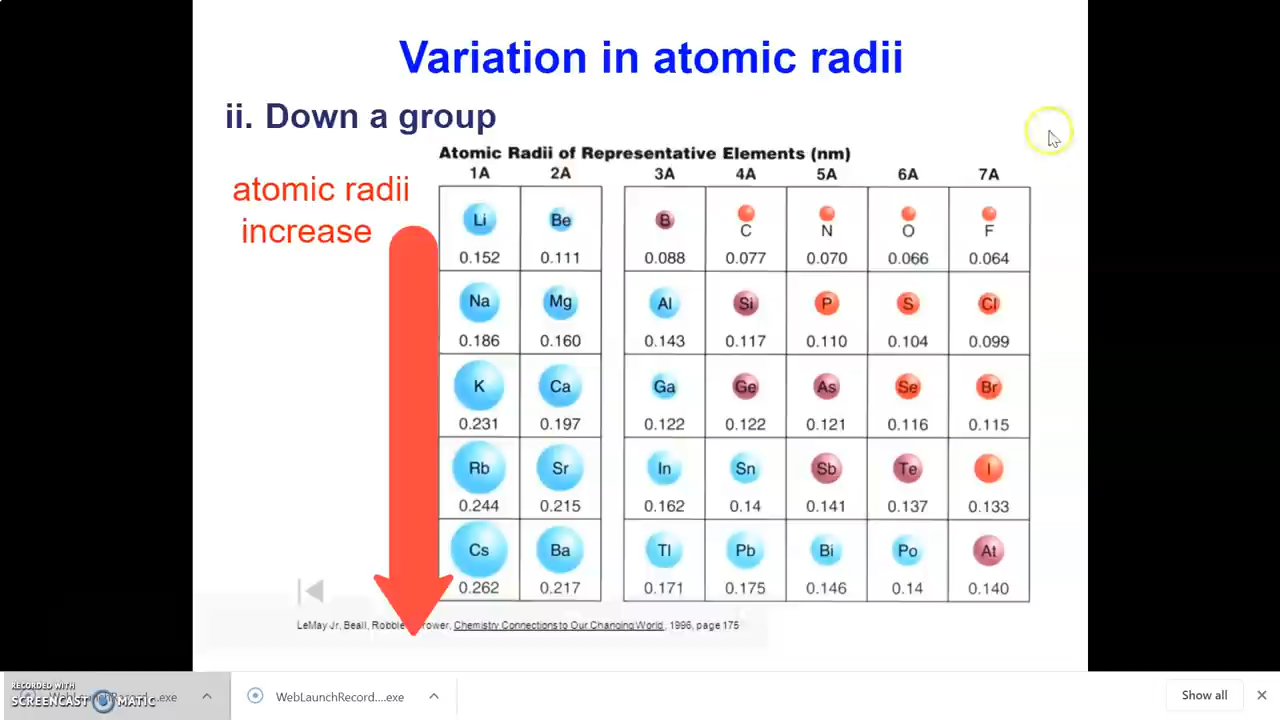 Variation in atomic radii
ii. Down a group
Atomic Radii of Representative Elements (nm)
atomic radii
increase
1A 2A 3A 4A 5A 6A 7A
Li Be B C N O F
0.152 0.111 0.088 0.077 0.070 0.066 0.064
Na Mg Al Si P S Cl
0.186 0.160 0.143 0.117 0.110 0.104 0.099
K Ca Ga Ge As Se Br
0.231 0.197 0.122 0.122 0.121 0.116 0.115
Rb Sr In Sn Sb Te I
0.244 0.215 0.162 0.14 0.141 0.137 0.133
Cs Ba Tl Pb Bi Po At
0.262 0.217 0.171 0.175 0.146 0.14 0.140
LeMay Jr, Beall, Chemistry Connections to Our Changing World, 1996, page 175
RECORDED WITH
SCREENCAST MATIC
.exe
WebLaunchRecord....exe
Show all